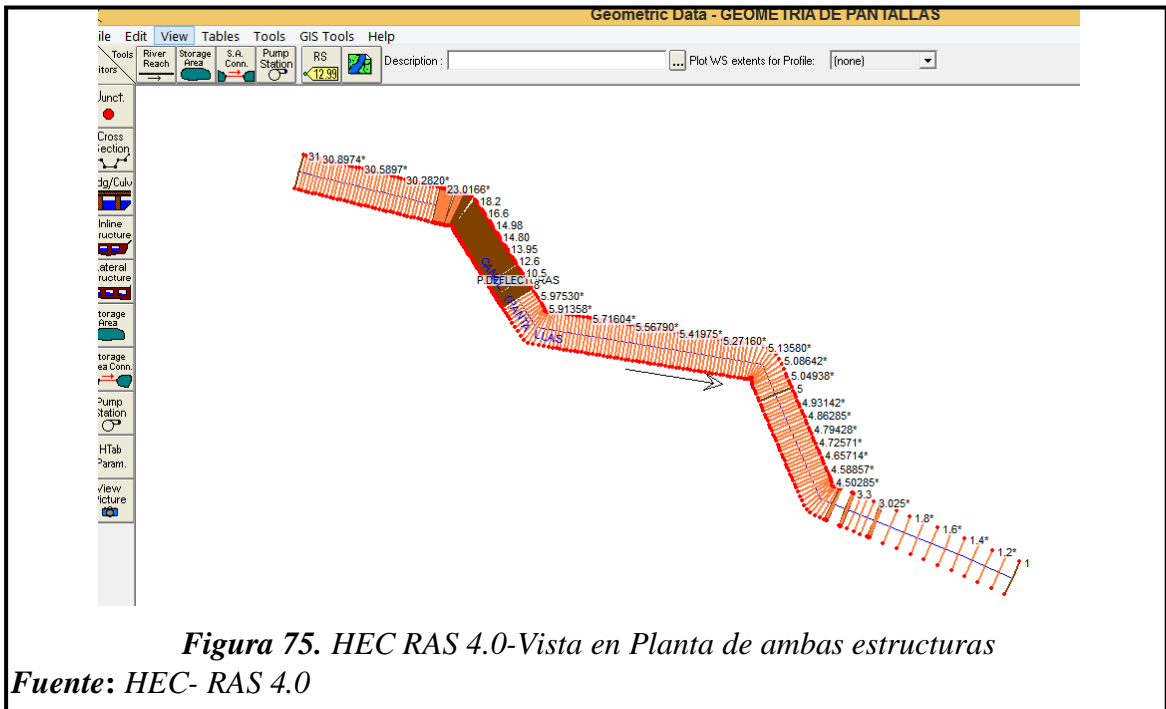 Geometric Data - GEOMETRIA DE PANTALLAS
ile Edit View Tables Tools GIS Tools Help
Tools
itors
River
Reach
Storage
Area
S.A.
Conn.
Pump
Station
RS
12.99
Description :
...
Plot WS extents for Profile:
(none)
Junct.
Cross
Section
dg/Culv
Inline
ructure
ateral
ructure
torage
Area
torage
ea Conn.
Pump
Station
HTab
Param.
View
Picture
31
30.8974*
30.5897*
30.2820*
23.0166*
18.2
16.6
14.98
14.80
13.95
12.6
10.5
8
P.DEFLECTORAS
5.97530*
5.91358*
5.71604*
5.56790*
5.41975*
5.27160*
5.13580*
5.08642*
5.04938*
5
4.93142*
4.86285*
4.79428*
4.72571*
4.65714*
4.58857*
4.50285*
3.3
3.025*
1.8*
1.6*
1.4*
1.2*
1
Figura 75. HEC RAS 4.0-Vista en Planta de ambas estructuras
Fuente: HEC- RAS 4.0